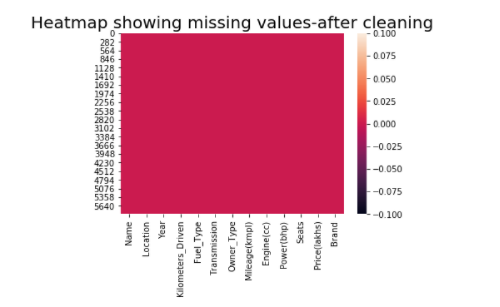 Heatmap showing missing values-after cleaning
0
282
564
846
1128
1410
1692
1974
2256
2538
2820
3102
3384
3666
3948
4230
4512
4794
5076
5358
5640
0.100
0.075
0.050
0.025
0.000
−0.025
−0.050
−0.075
−0.100
Name
Location
Year
Kilometers_Driven
Fuel_Type
Transmission
Owner_Type
Mileage(kmpl)
Engine(cc)
Power(bhp)
Seats
Price(lakhs)
Brand